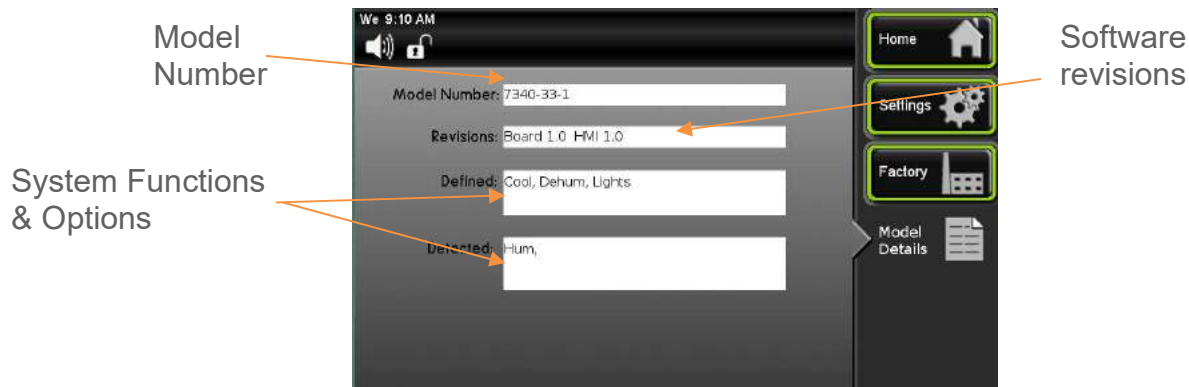 We 9:10 AM
Model
Number
Home
Software
revisions
Model Number: 7340-33-1
Settings
Revisions: Board 1.0 HMI 1.0
System Functions
& Options
Defined: Cool, Dehum, Lights
Factory
Detected: Hum,
Model
Details